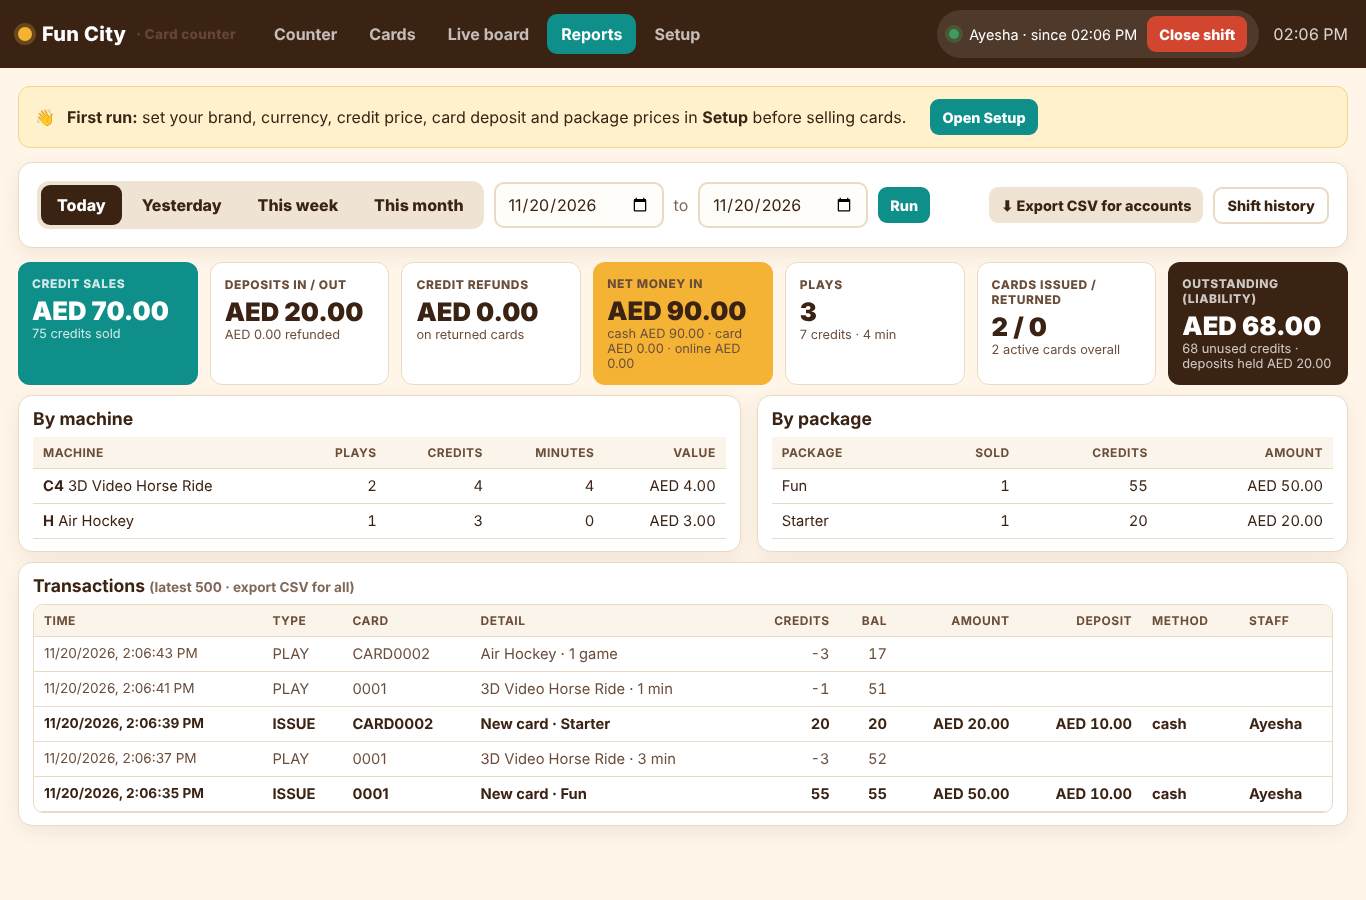 Fun City · Card counter
Counter
Cards
Live board
Reports
Setup
Ayesha · since 02:06 PM
Close shift
02:06 PM
👋 First run: set your brand, currency, credit price, card deposit and package prices in Setup before selling cards.
Open Setup
Today
Yesterday
This week
This month
11/20/2026 to 11/20/2026
Run
⬇ Export CSV for accounts
Shift history
CREDIT SALES
AED 70.00
75 credits sold
DEPOSITS IN / OUT
AED 20.00
AED 0.00 refunded
CREDIT REFUNDS
AED 0.00
on returned cards
NET MONEY IN
AED 90.00
cash AED 90.00 · card
AED 0.00 · online AED
0.00
PLAYS
3
7 credits · 4 min
CARDS ISSUED /
RETURNED
2 / 0
2 active cards overall
OUTSTANDING
(LIABILITY)
AED 68.00
68 unused credits ·
deposits held AED 20.00
By machine
MACHINE PLAYS CREDITS MINUTES VALUE
C4 3D Video Horse Ride 2 4 4 AED 4.00
H Air Hockey 1 3 0 AED 3.00
By package
PACKAGE SOLD CREDITS AMOUNT
Fun 1 55 AED 50.00
Starter 1 20 AED 20.00
Transactions (latest 500 · export CSV for all)
TIME TYPE CARD DETAIL CREDITS BAL AMOUNT DEPOSIT METHOD STAFF
11/20/2026, 2:06:43 PM PLAY CARD0002 Air Hockey · 1 game -3 17
11/20/2026, 2:06:41 PM PLAY 0001 3D Video Horse Ride · 1 min -1 51
11/20/2026, 2:06:39 PM ISSUE CARD0002 New card · Starter 20 20 AED 20.00 AED 10.00 cash Ayesha
11/20/2026, 2:06:37 PM PLAY 0001 3D Video Horse Ride · 3 min -3 52
11/20/2026, 2:06:35 PM ISSUE 0001 New card · Fun 55 55 AED 50.00 AED 10.00 cash Ayesha